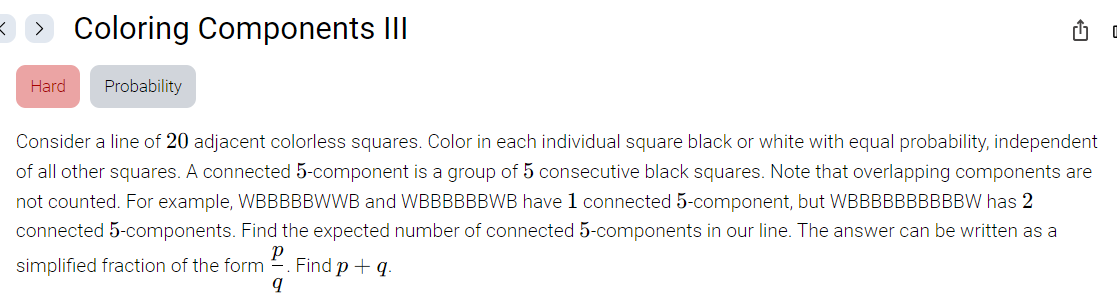 Coloring Components III
Hard Probability
Consider a line of 20 adjacent colorless squares. Color in each individual square black or white with equal probability, independent
of all other squares. A connected 5-component is a group of 5 consecutive black squares. Note that overlapping components are
not counted. For example, WBBBBBWWB and WBBBBBBWB have 1 connected 5-component, but WBBBBBBBBBBW has 2
connected 5-components. Find the expected number of connected 5-components in our line. The answer can be written as a
simplified fraction of the form p/q. Find p + q.